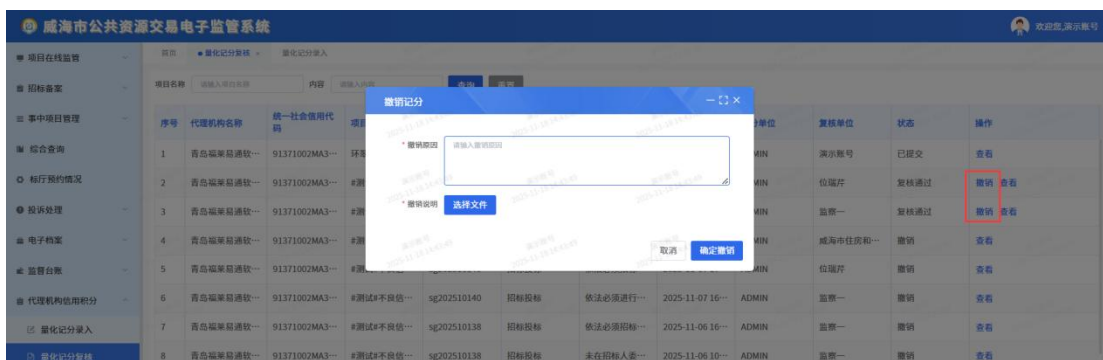 威海市公共资源交易电子监管系统
欢迎您,演示账号
项目在线监管
招标备案
事中项目管理
综合查询
标厅预约情况
投诉处理
电子档案
监督台账
代理机构信用积分
量化记分录入
量化记分复核
首页 量化记分复核 量化记分录入
项目名称 请输入项目名称 内容 请输入内容 查询 重置
序号 代理机构名称 统一社会信用代码 复核单位 状态 操作
1 青岛福莱易通软… 91371002MA3… 演示账号 已提交 查看
2 青岛福莱易通软… 91371002MA3… 位瑞芹 复核通过 撤销 查看
3 青岛福莱易通软… 91371002MA3… 监察一 复核通过 撤销 查看
4 青岛福莱易通软… 91371002MA3… 威海市住房和… 撤销 查看
5 青岛福莱易通软… 91371002MA3… 位瑞芹 撤销 查看
6 青岛福莱易通软… 91371002MA3… #测试#不良信… sg202510140 招标投标 依法必须进行… 2025-11-07 16… ADMIN 监察一 撤销 查看
7 青岛福莱易通软… 91371002MA3… #测试#不良信… sg202510138 招标投标 依法必须招标… 2025-11-06 16… ADMIN 监察一 撤销 查看
8 青岛福莱易通软… 91371002MA3… #测试#不良信… sg202510138 招标投标 未在招标人委… 2025-11-06 10… ADMIN 监察一 撤销 查看
撤销记分
* 撤销原因 请输入撤销原因
* 撤销说明 选择文件
取消 确定撤销